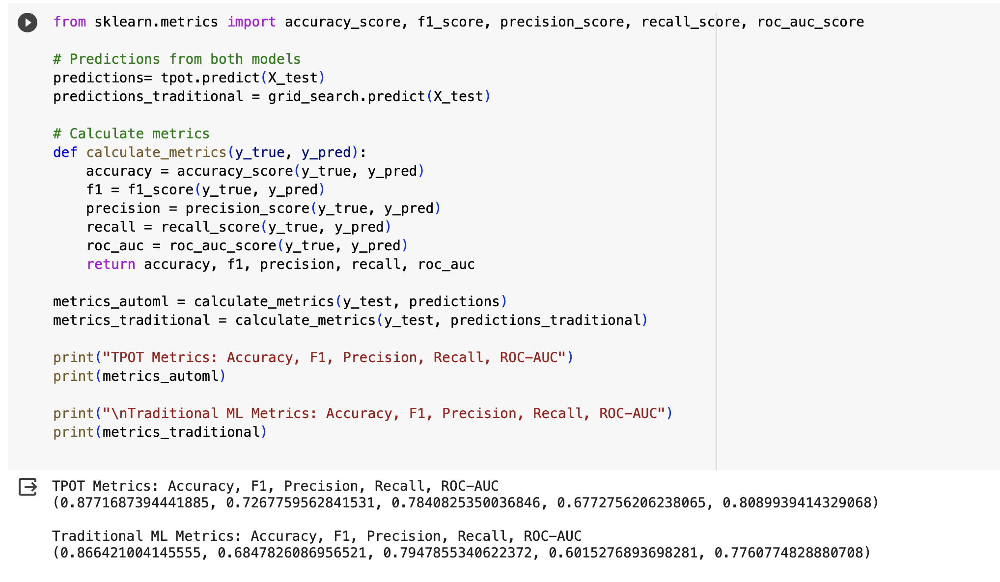 from sklearn.metrics import accuracy_score, f1_score, precision_score, recall_score, roc_auc_score
# Predictions from both models
predictions= tpot.predict(X_test)
predictions_traditional = grid_search.predict(X_test)
# Calculate metrics
def calculate_metrics(y_true, y_pred):
    accuracy = accuracy_score(y_true, y_pred)
    f1 = f1_score(y_true, y_pred)
    precision = precision_score(y_true, y_pred)
    recall = recall_score(y_true, y_pred)
    roc_auc = roc_auc_score(y_true, y_pred)
    return accuracy, f1, precision, recall, roc_auc
metrics_automl = calculate_metrics(y_test, predictions)
metrics_traditional = calculate_metrics(y_test, predictions_traditional)
print("TPOT Metrics: Accuracy, F1, Precision, Recall, ROC-AUC")
print(metrics_automl)
print("\nTraditional ML Metrics: Accuracy, F1, Precision, Recall, ROC-AUC")
print(metrics_traditional)
TPOT Metrics: Accuracy, F1, Precision, Recall, ROC-AUC
(0.8771687394441885, 0.7267759562841531, 0.7840825350036846, 0.6772756206238065, 0.8089939414329068)
Traditional ML Metrics: Accuracy, F1, Precision, Recall, ROC-AUC
(0.866421004145555, 0.6847826086956521, 0.7947855340622372, 0.6015276893698281, 0.7760774828880708)